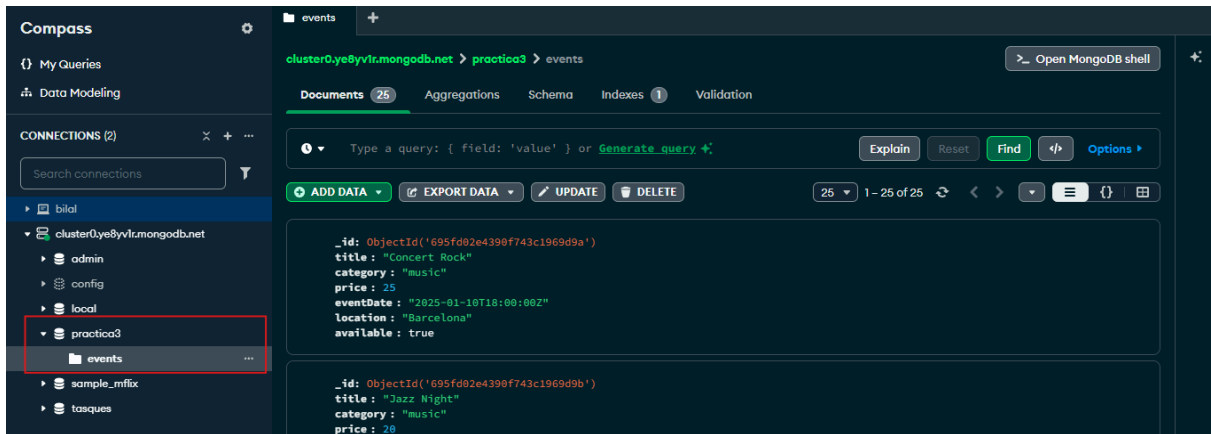 Compass
{} My Queries
Data Modeling
CONNECTIONS (2)
Search connections
bilal
cluster0.ye8yv1r.mongodb.net
admin
config
local
practica3
events
sample_mflix
tasques
events
cluster0.ye8yv1r.mongodb.net > practica3 > events
>_ Open MongoDB shell
Documents 25 Aggregations Schema Indexes 1 Validation
Type a query: { field: 'value' } or Generate query
Explain Reset Find </> Options
ADD DATA EXPORT DATA UPDATE DELETE 25 1 – 25 of 25 {}
_id: ObjectId('695fd02e4390f743c1969d9a')
title : "Concert Rock"
category : "music"
price : 25
eventDate : "2025-01-10T18:00:00Z"
location : "Barcelona"
available : true
_id: ObjectId('695fd02e4390f743c1969d9b')
title : "Jazz Night"
category : "music"
price : 20